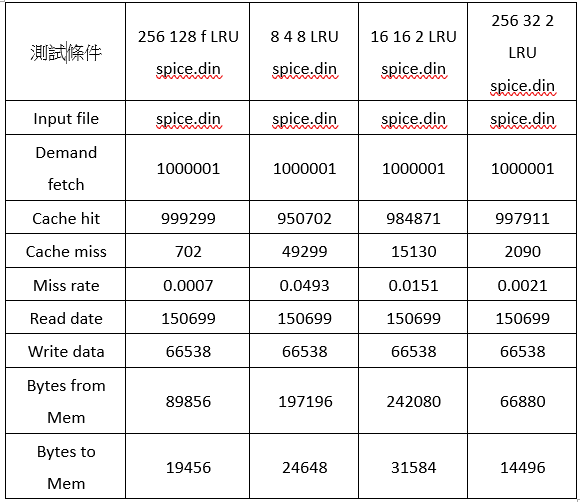 測試條件
256 128 f LRU
spice.din
8 4 8 LRU
spice.din
16 16 2 LRU
spice.din
256 32 2
LRU
spice.din
Input file
spice.din
spice.din
spice.din
spice.din
Demand
fetch
1000001
1000001
1000001
1000001
Cache hit
999299
950702
984871
997911
Cache miss
702
49299
15130
2090
Miss rate
0.0007
0.0493
0.0151
0.0021
Read date
150699
150699
150699
150699
Write data
66538
66538
66538
66538
Bytes from
Mem
89856
197196
242080
66880
Bytes to
Mem
19456
24648
31584
14496